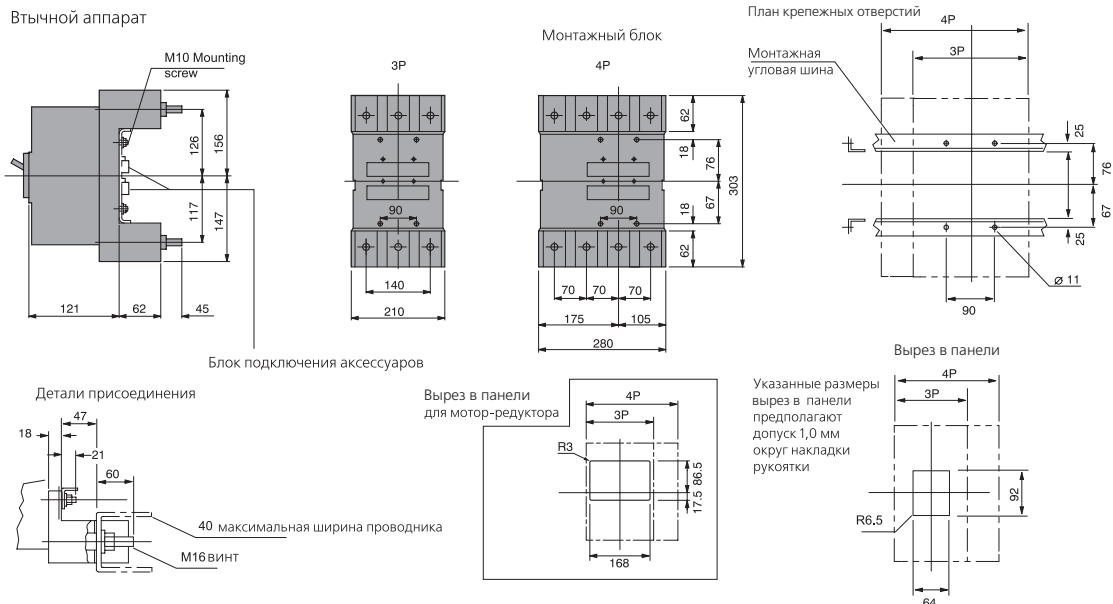 Втычной аппарат
M10 Mounting
screw
126
156
117
147
121
62
45
Блок подключения аксессуаров
Монтажный блок
3P
4P
90
140
210
90
62
18
76
303
67
18
62
70
70
70
175
105
280
План крепежных отверстий
4P
3P
Монтажная
угловая шина
25
76
67
25
ø 11
90
Детали присоединения
47
18
21
60
40 максимальная ширина проводника
M16 винт
Вырез в панели
для мотор-редуктора
4P
3P
R3
86.5
17.5
168
Вырез в панели
4P
3P
Указанные размеры
вырез в панели
предполагают
допуск 1,0 мм
округ накладки
рукоятки
92
R6.5
64